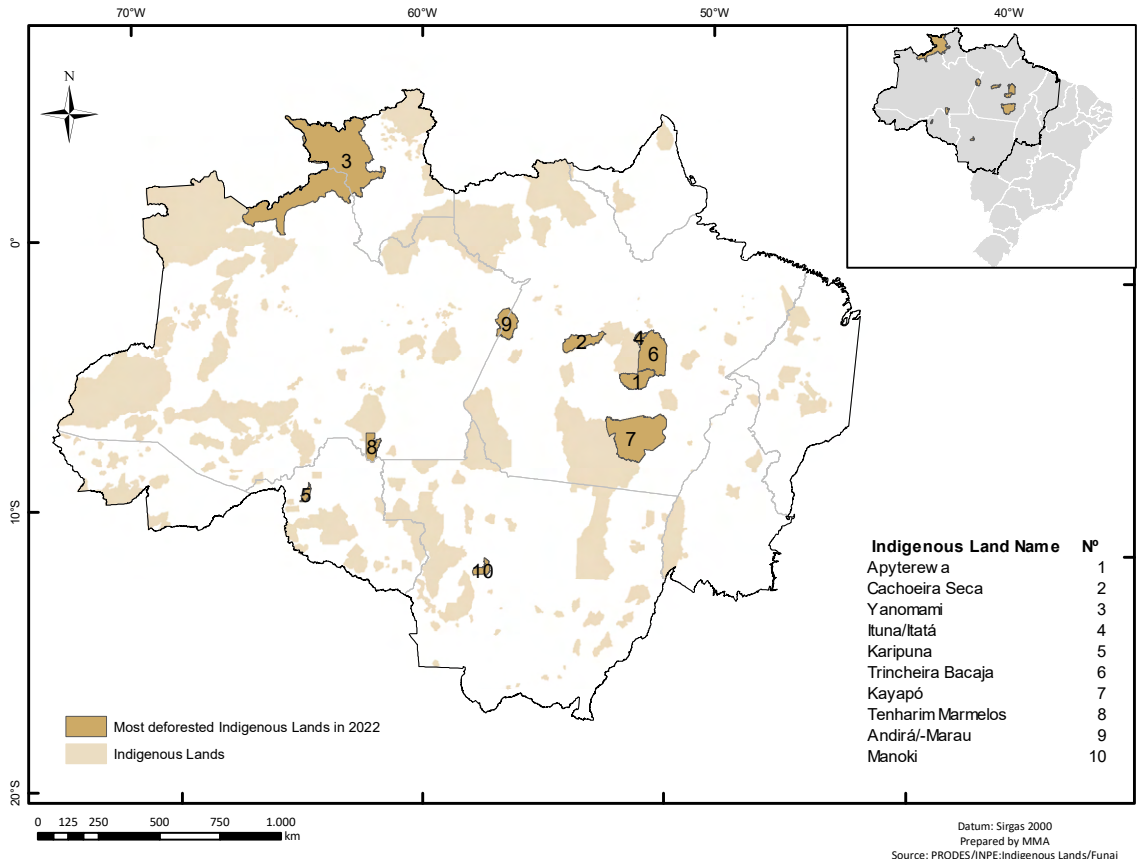 70°W 60°W 50°W 40°W
N
0°
10°S
20°S
3
9
2
4
6
1
7
8
5
10
Indigenous Land Name Nº
Apyterewa 1
Cachoeira Seca 2
Yanomami 3
Ituna/Itatá 4
Karipuna 5
Trincheira Bacaja 6
Kayapó 7
Tenharim Marmelos 8
Andirá/-Marau 9
Manoki 10
Most deforested Indigenous Lands in 2022
Indigenous Lands
0 125 250 500 750 1.000
km
Datum: Sirgas 2000
Prepared by MMA
Source: PRODES/INPE;Indigenous Lands/Funai